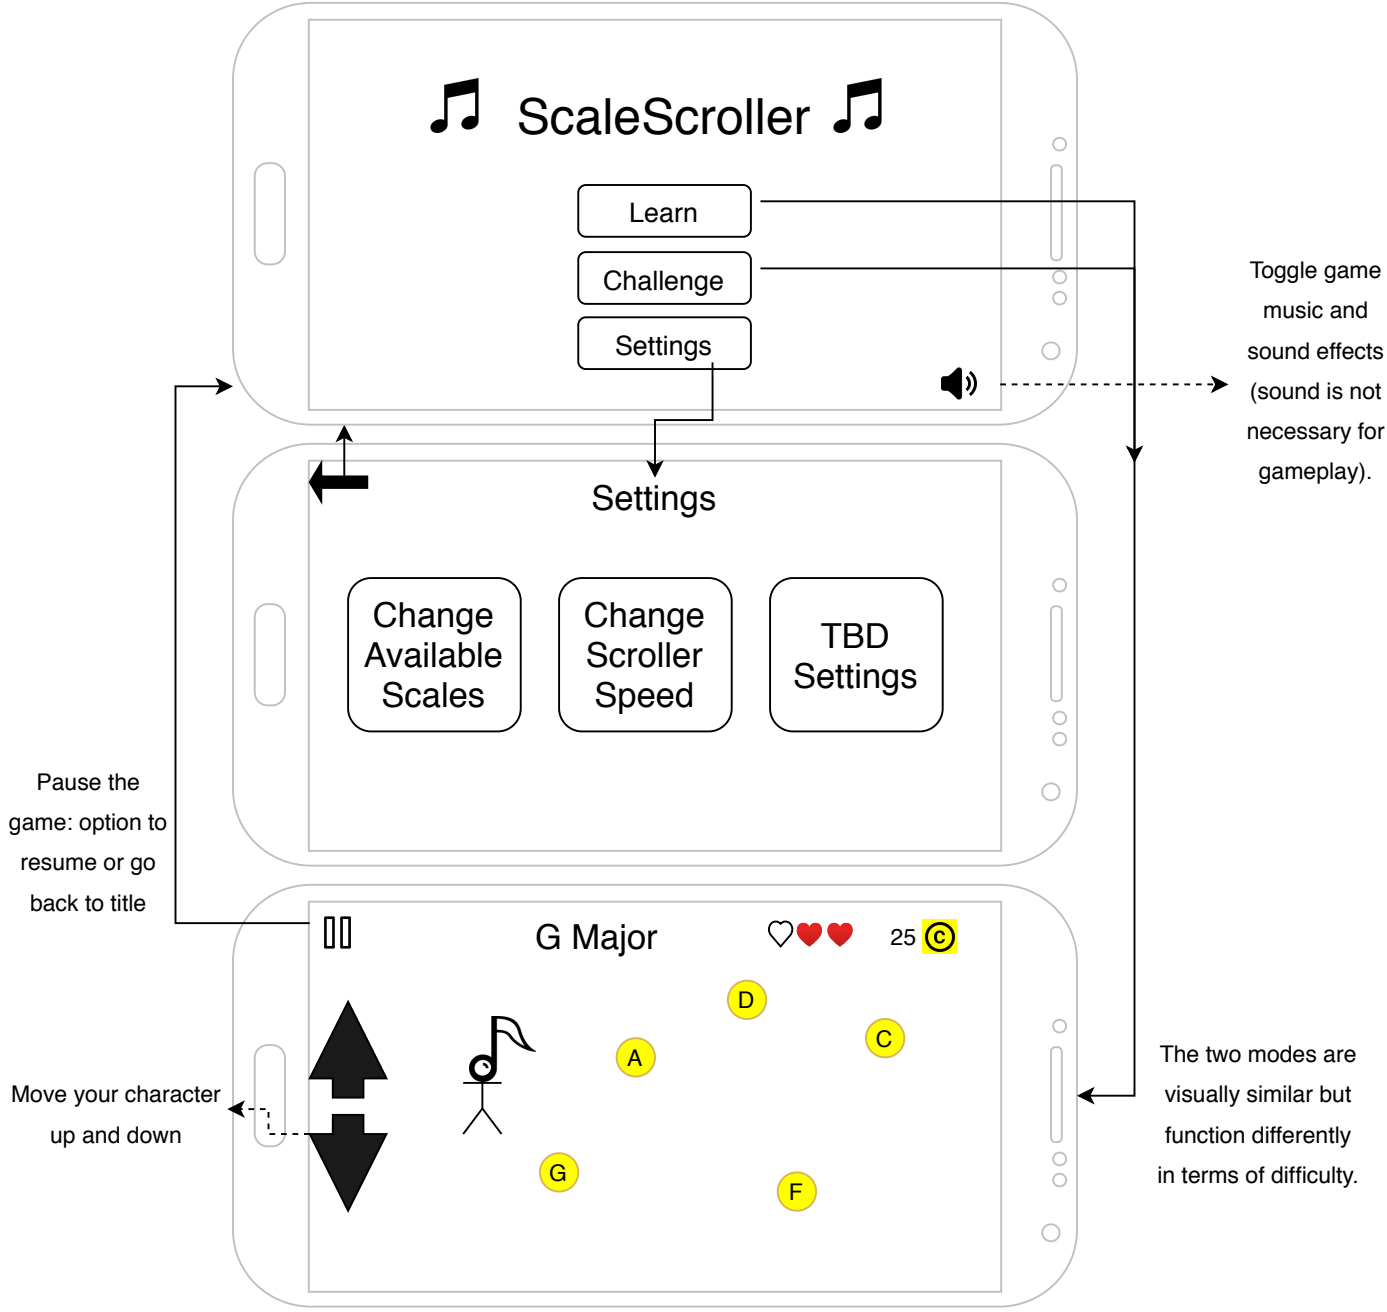 ScaleScroller
Learn
Challenge
Settings
Toggle game
music and
sound effects
(sound is not
necessary for
gameplay).
Settings
Change
Available
Scales
Change
Scroller
Speed
TBD
Settings
Pause the
game: option to
resume or go
back to title
G Major
25 C
D
C
A
G
F
Move your character
up and down
The two modes are
visually similar but
function differently
in terms of difficulty.